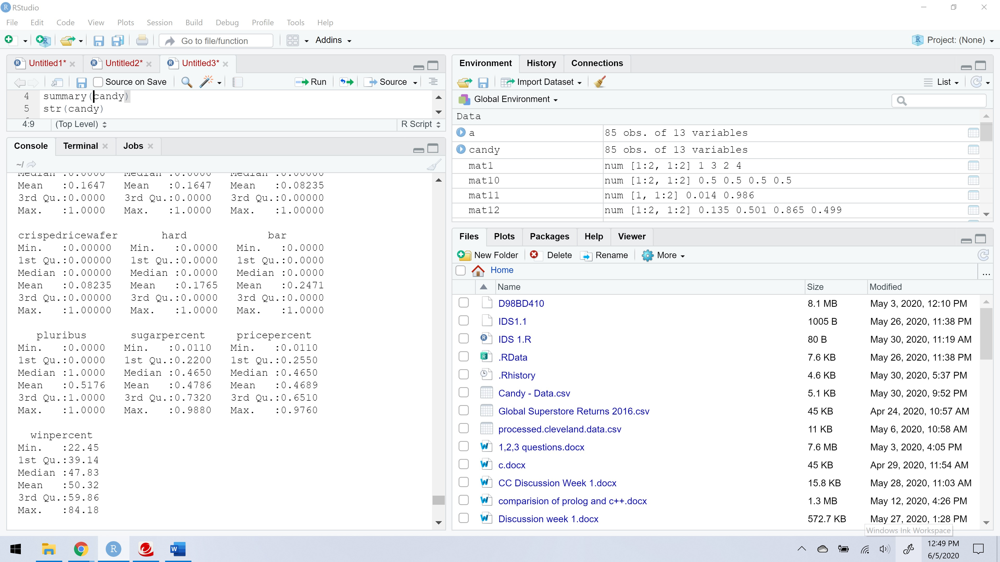 RStudio
File Edit Code View Plots Session Build Debug Profile Tools Help
Go to file/function Addins Project: (None)
Untitled1* Untitled2* Untitled3*
Source on Save Run Source
4 summary(candy)
5 str(candy)
4:9 (Top Level) R Script
Console Terminal Jobs
~/
Median :0.0000 Median :0.0000 Median :0.00000
Mean :0.1647 Mean :0.1647 Mean :0.08235
3rd Qu.:0.0000 3rd Qu.:0.0000 3rd Qu.:0.00000
Max. :1.0000 Max. :1.0000 Max. :1.00000
crispedricewafer hard bar
Min. :0.00000 Min. :0.0000 Min. :0.0000
1st Qu.:0.00000 1st Qu.:0.0000 1st Qu.:0.0000
Median :0.00000 Median :0.0000 Median :0.0000
Mean :0.08235 Mean :0.1765 Mean :0.2471
3rd Qu.:0.00000 3rd Qu.:0.0000 3rd Qu.:0.0000
Max. :1.00000 Max. :1.0000 Max. :1.0000
pluribus sugarpercent pricepercent
Min. :0.0000 Min. :0.0110 Min. :0.0110
1st Qu.:0.0000 1st Qu.:0.2200 1st Qu.:0.2550
Median :1.0000 Median :0.4650 Median :0.4650
Mean :0.5176 Mean :0.4786 Mean :0.4689
3rd Qu.:1.0000 3rd Qu.:0.7320 3rd Qu.:0.6510
Max. :1.0000 Max. :0.9880 Max. :0.9760
winpercent
Min. :22.45
1st Qu.:39.14
Median :47.83
Mean :50.32
3rd Qu.:59.86
Max. :84.18
Environment History Connections
Import Dataset List
Global Environment
Data
a 85 obs. of 13 variables
candy 85 obs. of 13 variables
mat1 num [1:2, 1:2] 1 3 2 4
mat10 num [1:2, 1:2] 0.5 0.5 0.5 0.5
mat11 num [1, 1:2] 0.014 0.986
mat12 num [1:2, 1:2] 0.135 0.501 0.865 0.499
Files Plots Packages Help Viewer
New Folder Delete Rename More
Home ...
Name Size Modified
D98BD410 8.1 MB May 3, 2020, 12:10 PM
IDS1.1 1005 B May 26, 2020, 11:38 PM
IDS 1.R 80 B May 30, 2020, 11:19 AM
.RData 7.6 KB May 26, 2020, 11:38 PM
.Rhistory 4.6 KB May 30, 2020, 5:37 PM
Candy - Data.csv 5.1 KB May 30, 2020, 9:52 PM
Global Superstore Returns 2016.csv 45 KB Apr 24, 2020, 10:57 AM
processed.cleveland.data.csv 11 KB May 6, 2020, 10:58 AM
1,2,3 questions.docx 7.6 MB May 3, 2020, 4:05 PM
c.docx 45 KB Apr 29, 2020, 11:54 AM
CC Discussion Week 1.docx 15.8 KB May 28, 2020, 11:03 AM
comparision of prolog and c++.docx 1.3 MB May 12, 2020, 4:26 PM
Discussion week 1.docx 572.7 KB May 27, 2020, 1:28 PM
Windows Ink Workspace
12:49 PM
6/5/2020